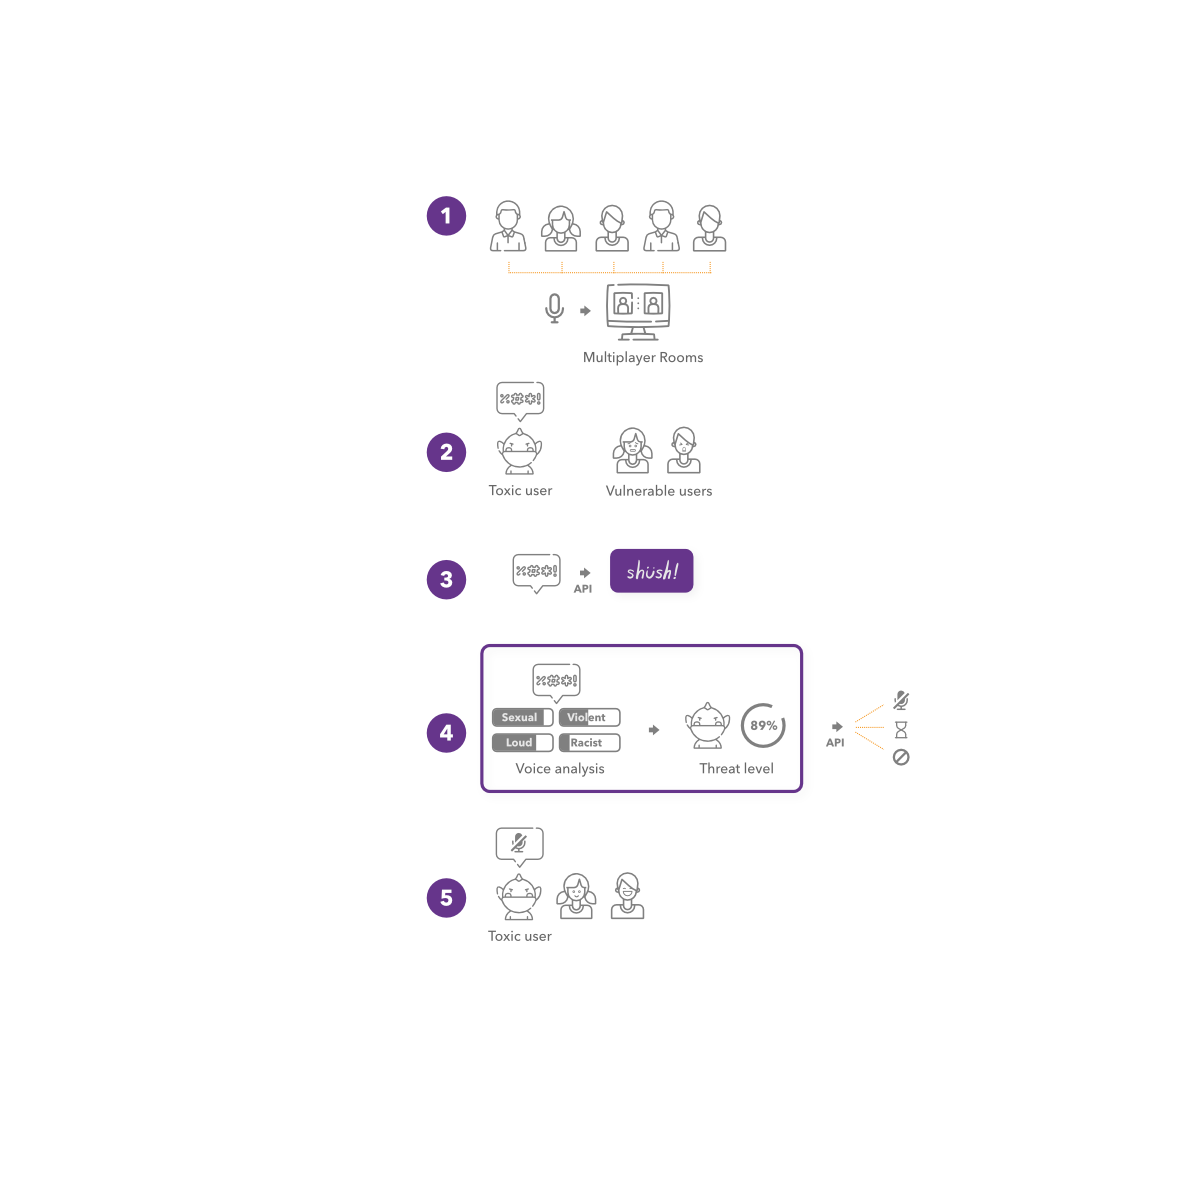 1
Multiplayer Rooms
%#*!
2
Toxic user
Vulnerable users
3
%#*!
API
shush!
%#*!
4
Sexual
Violent
Loud
Racist
89%
API
Voice analysis
Threat level
5
Toxic user